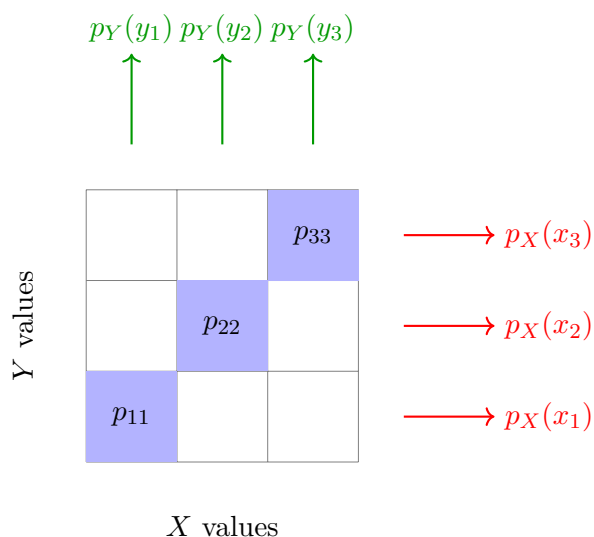 p_Y(y_1) p_Y(y_2) p_Y(y_3)
p_33
p_X(x_3)
p_22
p_X(x_2)
p_11
p_X(x_1)
Y values
X values